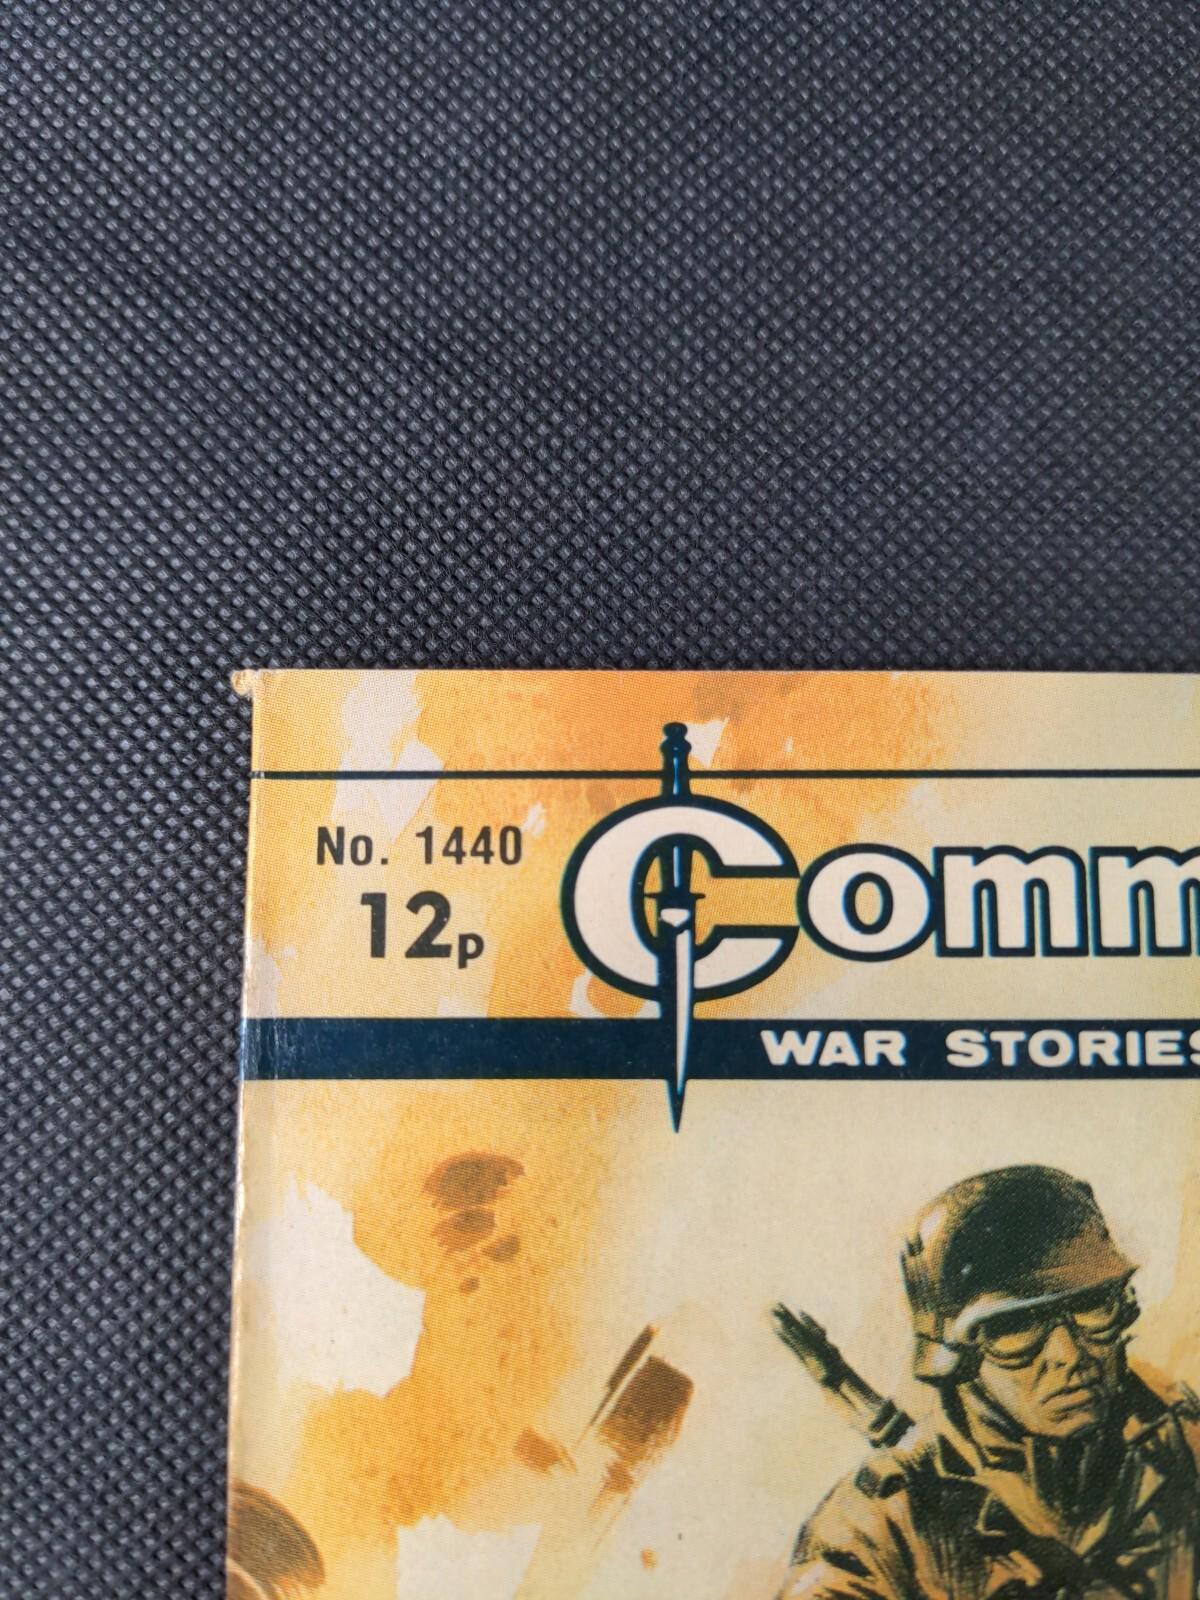 No. 1440
12p
Comm
WAR STORIES